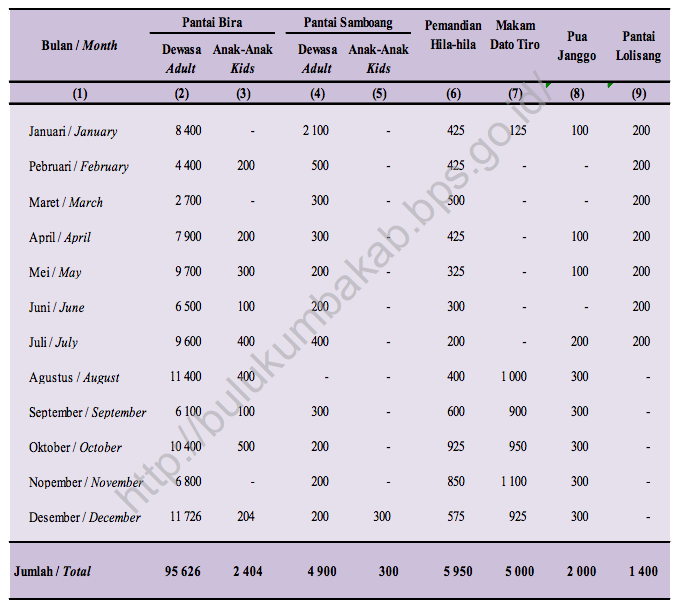 Bulan / Month Pantai Bira Pantai Samboang Pemandian Hila-hila Makam Dato Tiro Pua Janggo Pantai Lolisang
Dewasa Adult Anak-Anak Kids Dewasa Adult Anak-Anak Kids
(1) (2) (3) (4) (5) (6) (7) (8) (9)
Januari / January 8 400 - 2 100 - 425 125 100 200
Pebruari / February 4 400 200 500 - 425 - - 200
Maret / March 2 700 - 300 - 500 - - 200
April / April 7 900 200 300 - 425 - 100 200
Mei / May 9 700 300 200 - 325 - 100 200
Juni / June 6 500 100 200 - 300 - - 200
Juli / July 9 600 400 400 - 200 - 200 200
Agustus / August 11 400 400 - - 400 1 000 300 -
September / September 6 100 100 300 - 600 900 300 -
Oktober / October 10 400 500 200 - 925 950 300 -
Nopember / November 6 800 - 200 - 850 1 100 300 -
Desember / December 11 726 204 200 300 575 925 300 -
Jumlah / Total 95 626 2 404 4 900 300 5 950 5 000 2 000 1 400
http://bulukumbakab.bps.go.id/